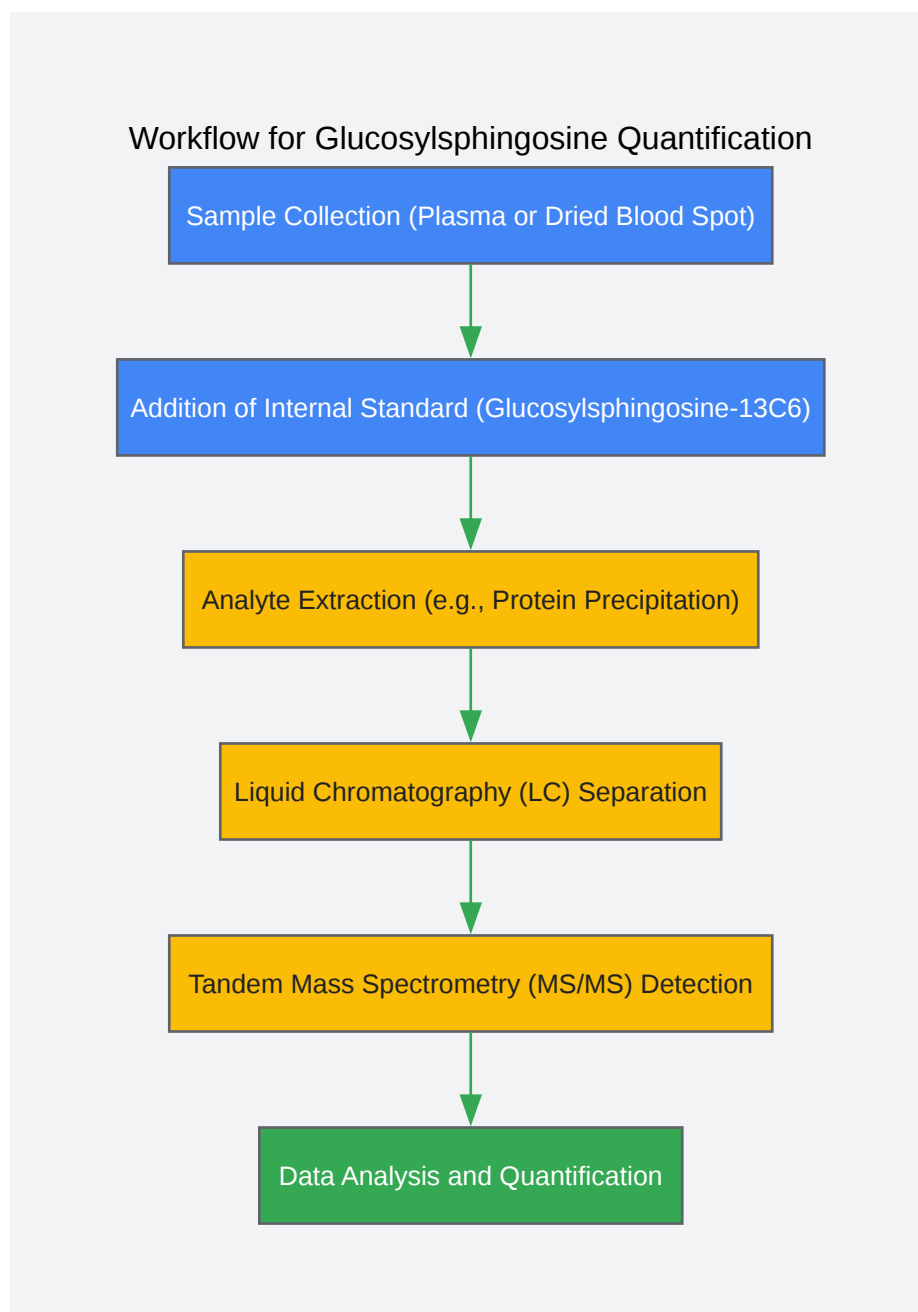 Workflow for Glucosylsphingosine Quantification
Sample Collection (Plasma or Dried Blood Spot)
Addition of Internal Standard (Glucosylsphingosine-13C6)
Analyte Extraction (e.g., Protein Precipitation)
Liquid Chromatography (LC) Separation
Tandem Mass Spectrometry (MS/MS) Detection
Data Analysis and Quantification